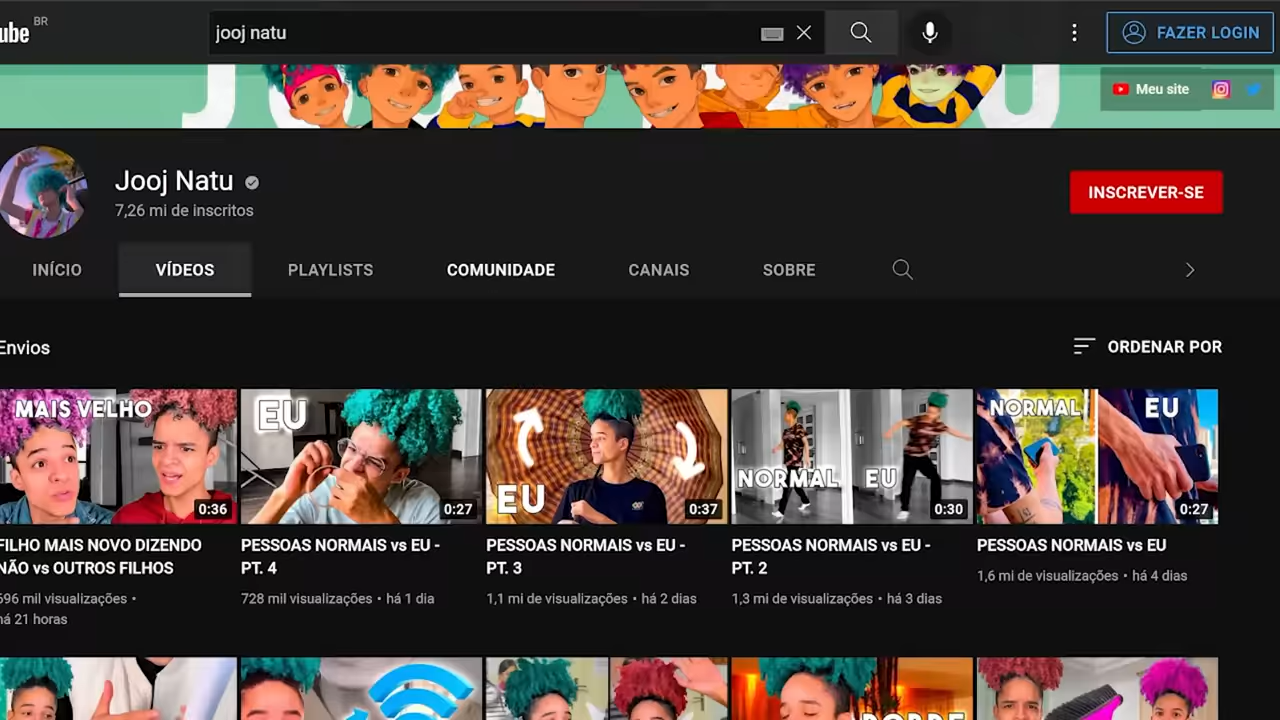 ube BR
jooj natu
FAZER LOGIN
Meu site
Jooj Natu
7,26 mi de inscritos
INSCREVER-SE
INÍCIO
VÍDEOS
PLAYLISTS
COMUNIDADE
CANAIS
SOBRE
Envios
ORDENAR POR
MAIS VELHO
0:36
EU
0:27
EU
0:37
NORMAL EU
0:30
NORMAL EU
0:27
FILHO MAIS NOVO DIZENDO
NÃO vs OUTROS FILHOS
696 mil visualizações •
há 21 horas
PESSOAS NORMAIS vs EU -
PT. 4
728 mil visualizações • há 1 dia
PESSOAS NORMAIS vs EU -
PT. 3
1,1 mi de visualizações • há 2 dias
PESSOAS NORMAIS vs EU -
PT. 2
1,3 mi de visualizações • há 3 dias
PESSOAS NORMAIS vs EU
1,6 mi de visualizações • há 4 dias